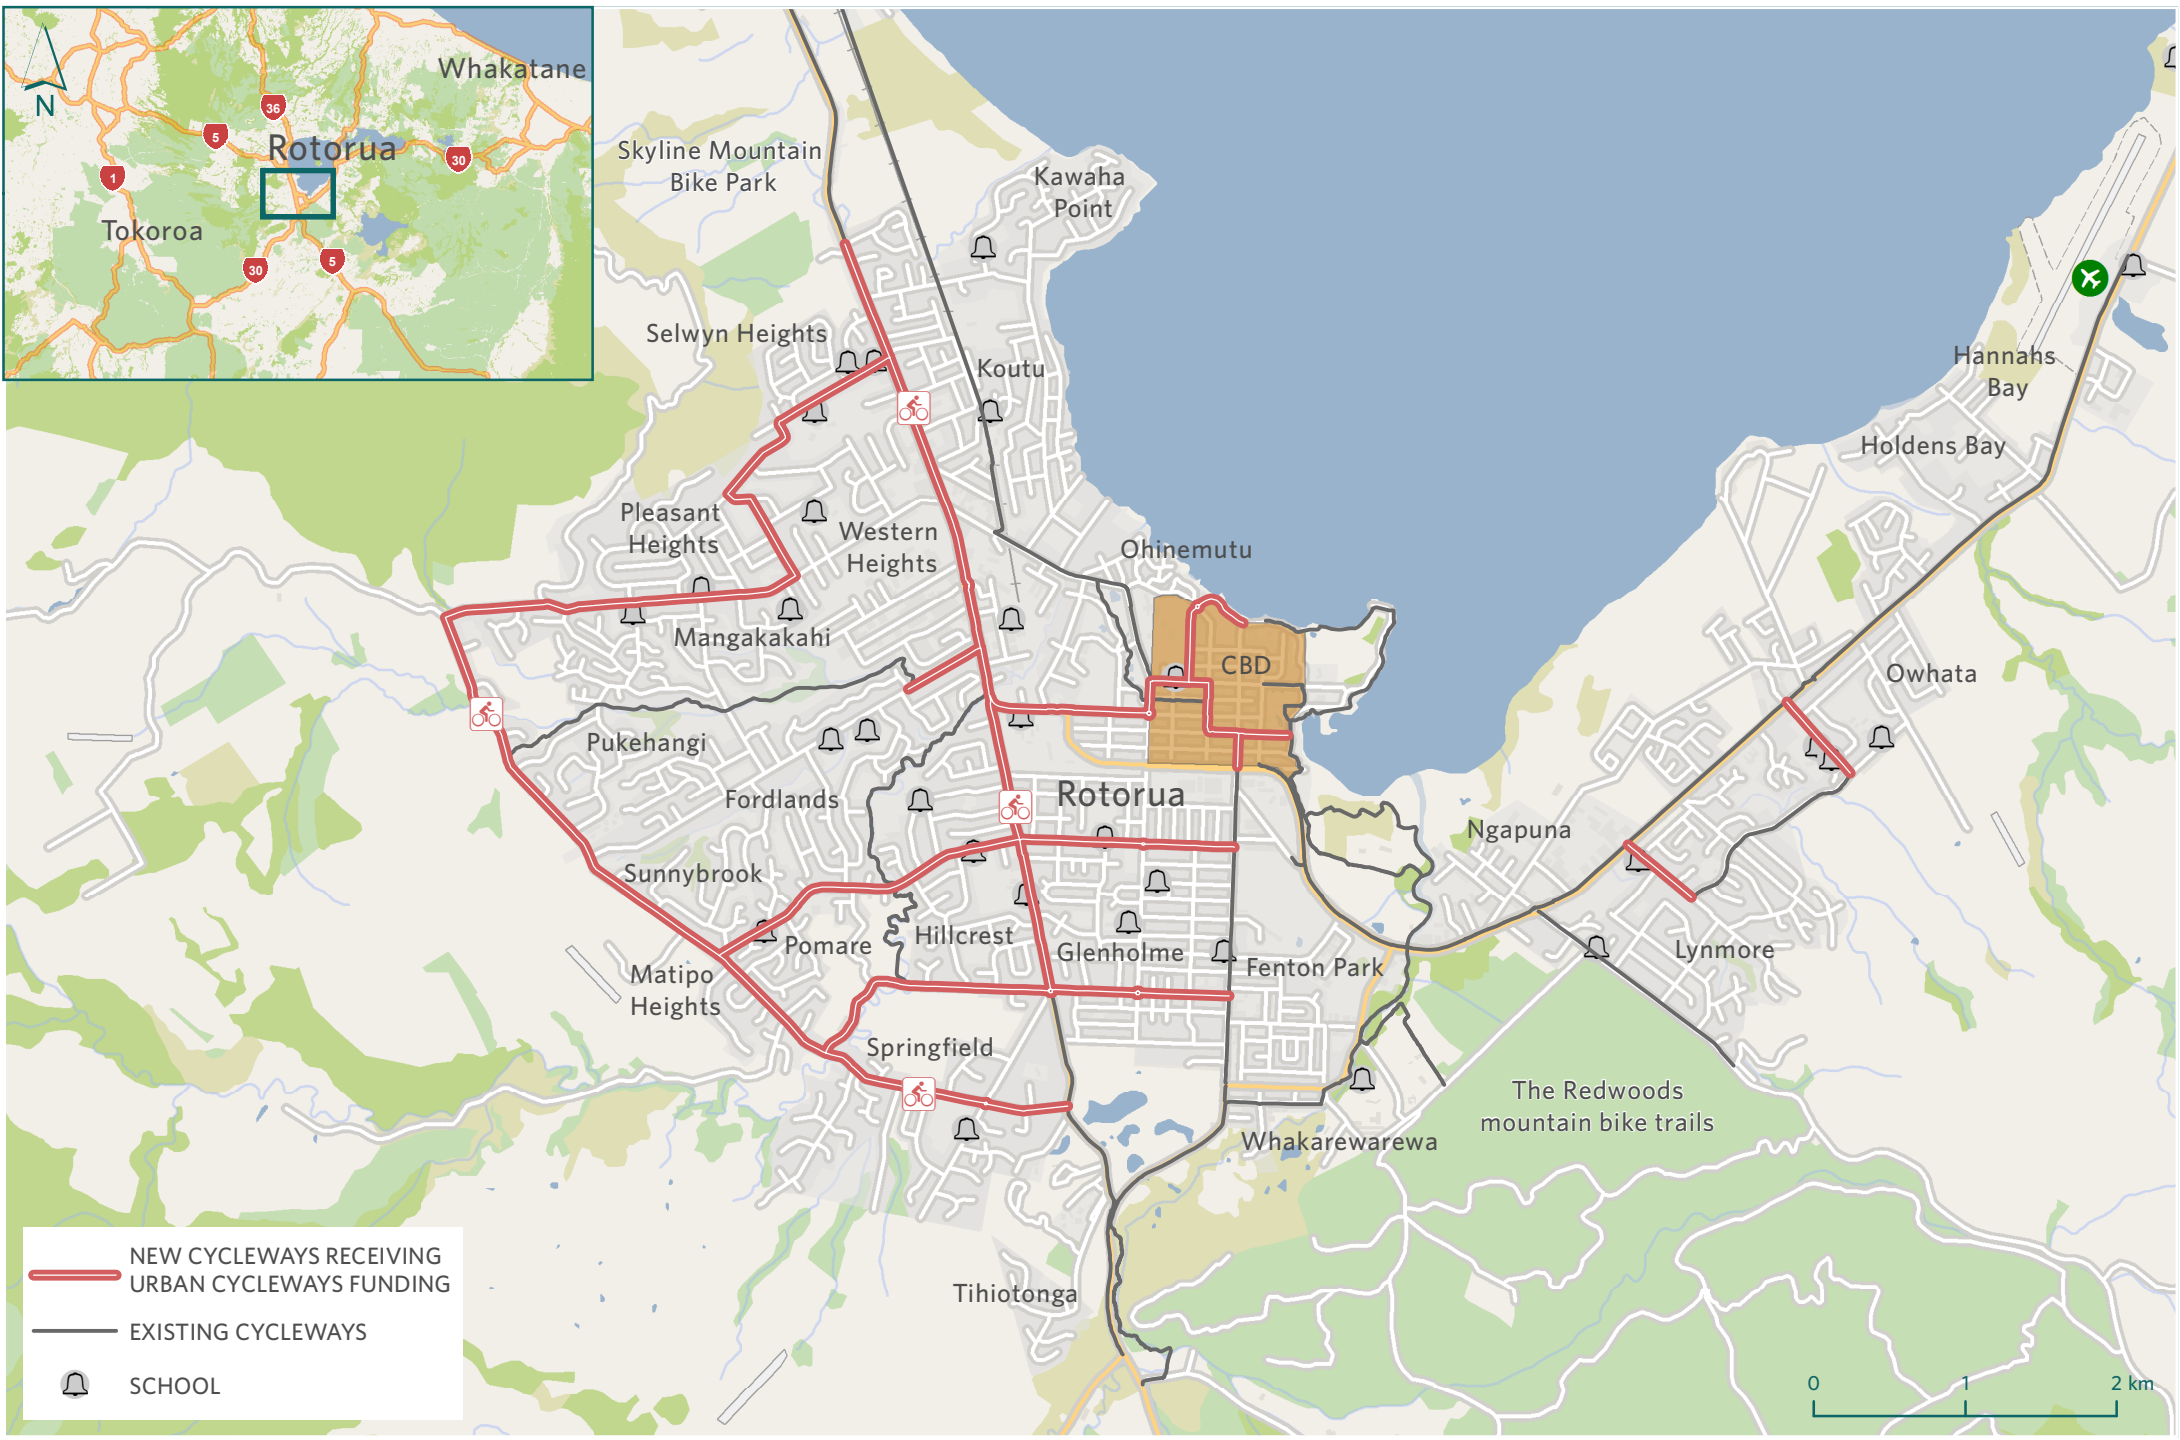 Whakatane
N
36
5
Rotorua
30
1
Tokoroa
30
5
Skyline Mountain
Bike Park
Kawaha
Point
Selwyn Heights
Koutu
Hannahs
Bay
Holdens Bay
Pleasant
Heights
Western
Heights
Ohinemutu
Mangakakahi
CBD
Owhata
Pukehangi
Fordlands
Rotorua
Ngapuna
Sunnybrook
Pomare
Hillcrest
Glenholme
Fenton Park
Lynmore
Matipo
Heights
Springfield
The Redwoods
mountain bike trails
Whakarewarewa
Tihiotonga
NEW CYCLEWAYS RECEIVING
URBAN CYCLEWAYS FUNDING
EXISTING CYCLEWAYS
SCHOOL
0 1 2 km